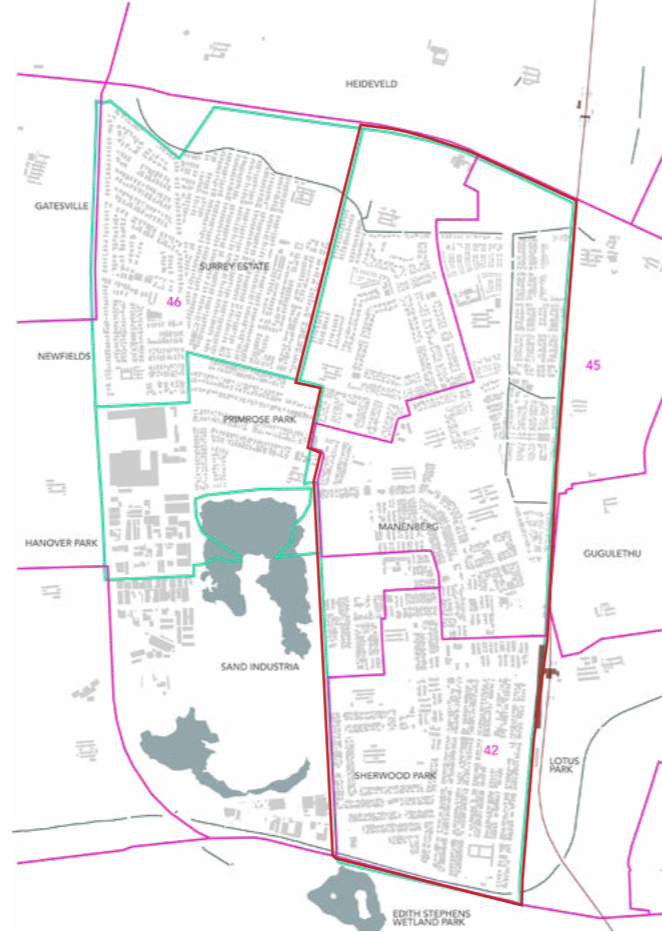 HEIDEVELD
GATESVILLE
SURREY ESTATE
46
NEWFIELDS
45
PRIMROSE PARK
MANENBERG
HANOVER PARK
GUGULETHU
SAND INDUSTRIA
42
SHERWOOD PARK
LOTUS
PARK
EDITH STEPHENS
WETLAND PARK